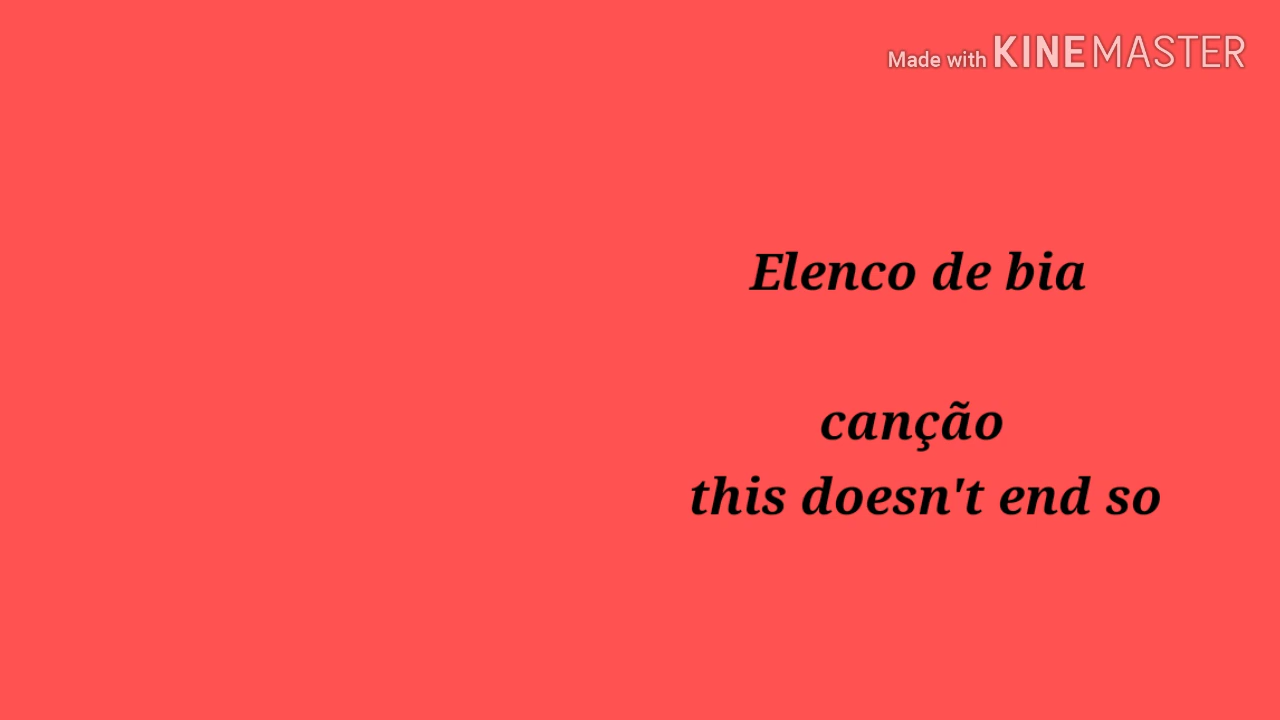 Made with KINEMASTER
Elenco de bia
canção
this doesn't end so